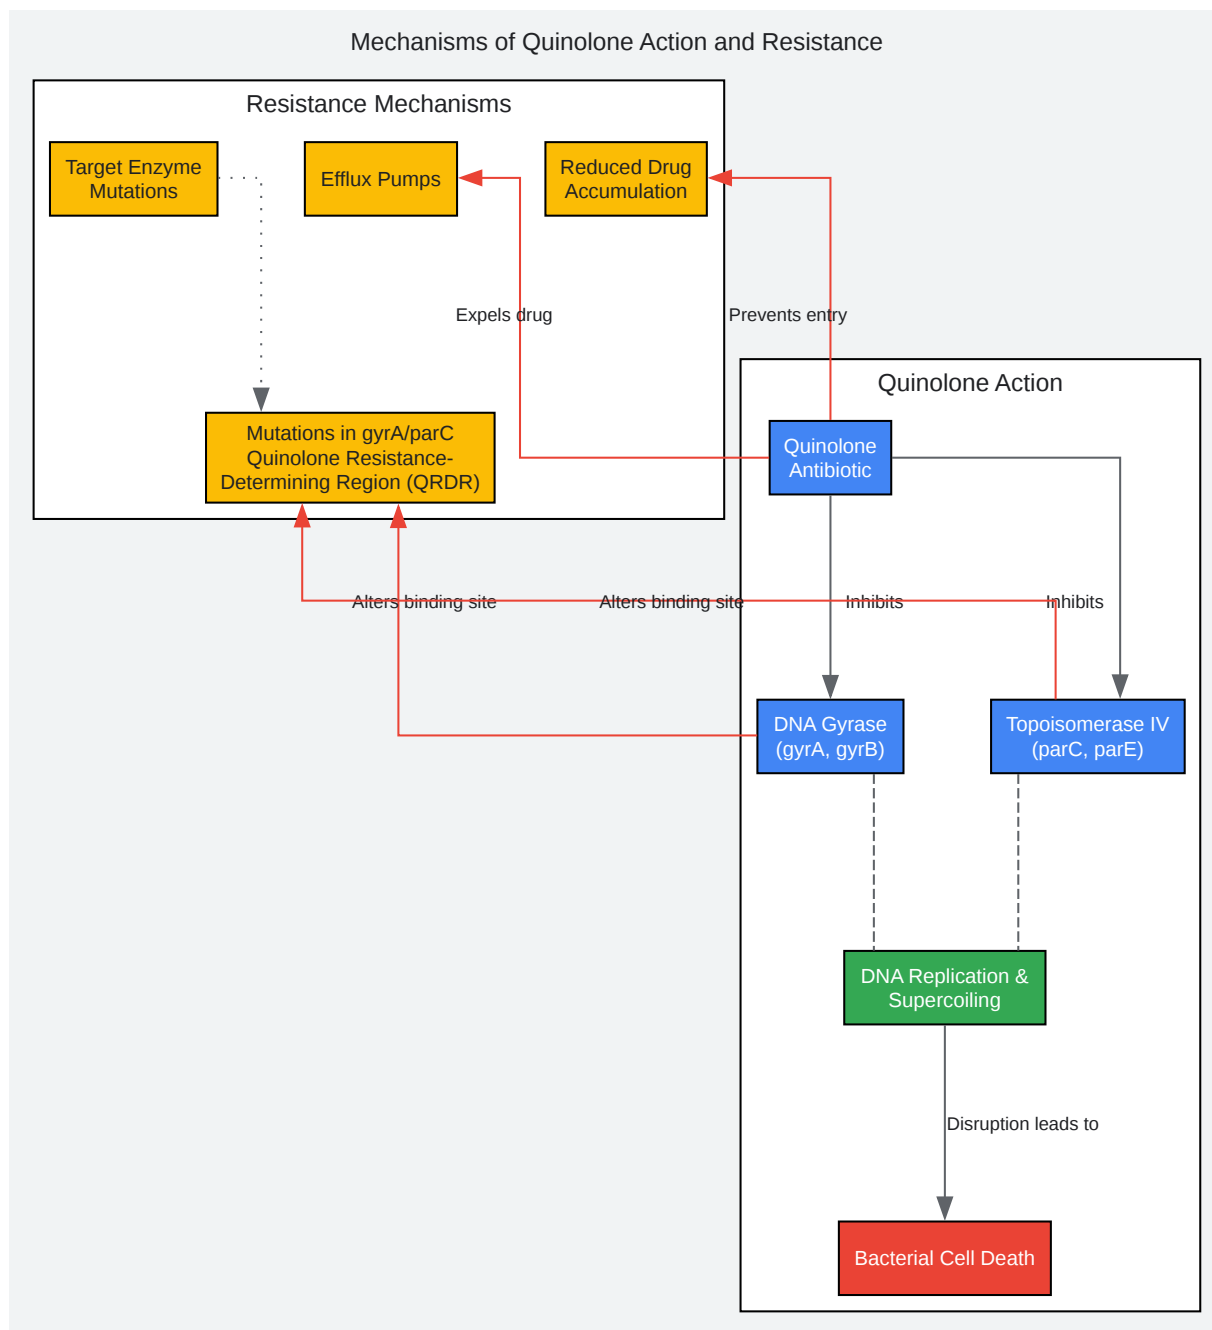 Mechanisms of Quinolone Action and Resistance
Resistance Mechanisms
Target Enzyme
Mutations
Efflux Pumps
Reduced Drug
Accumulation
Expels drug
Prevents entry
Quinolone Action
Mutations in gyrA/parC
Quinolone Resistance-
Determining Region (QRDR)
Quinolone
Antibiotic
Alters binding site
Alters binding site
Inhibits
Inhibits
DNA Gyrase
(gyrA, gyrB)
Topoisomerase IV
(parC, parE)
DNA Replication &
Supercoiling
Disruption leads to
Bacterial Cell Death